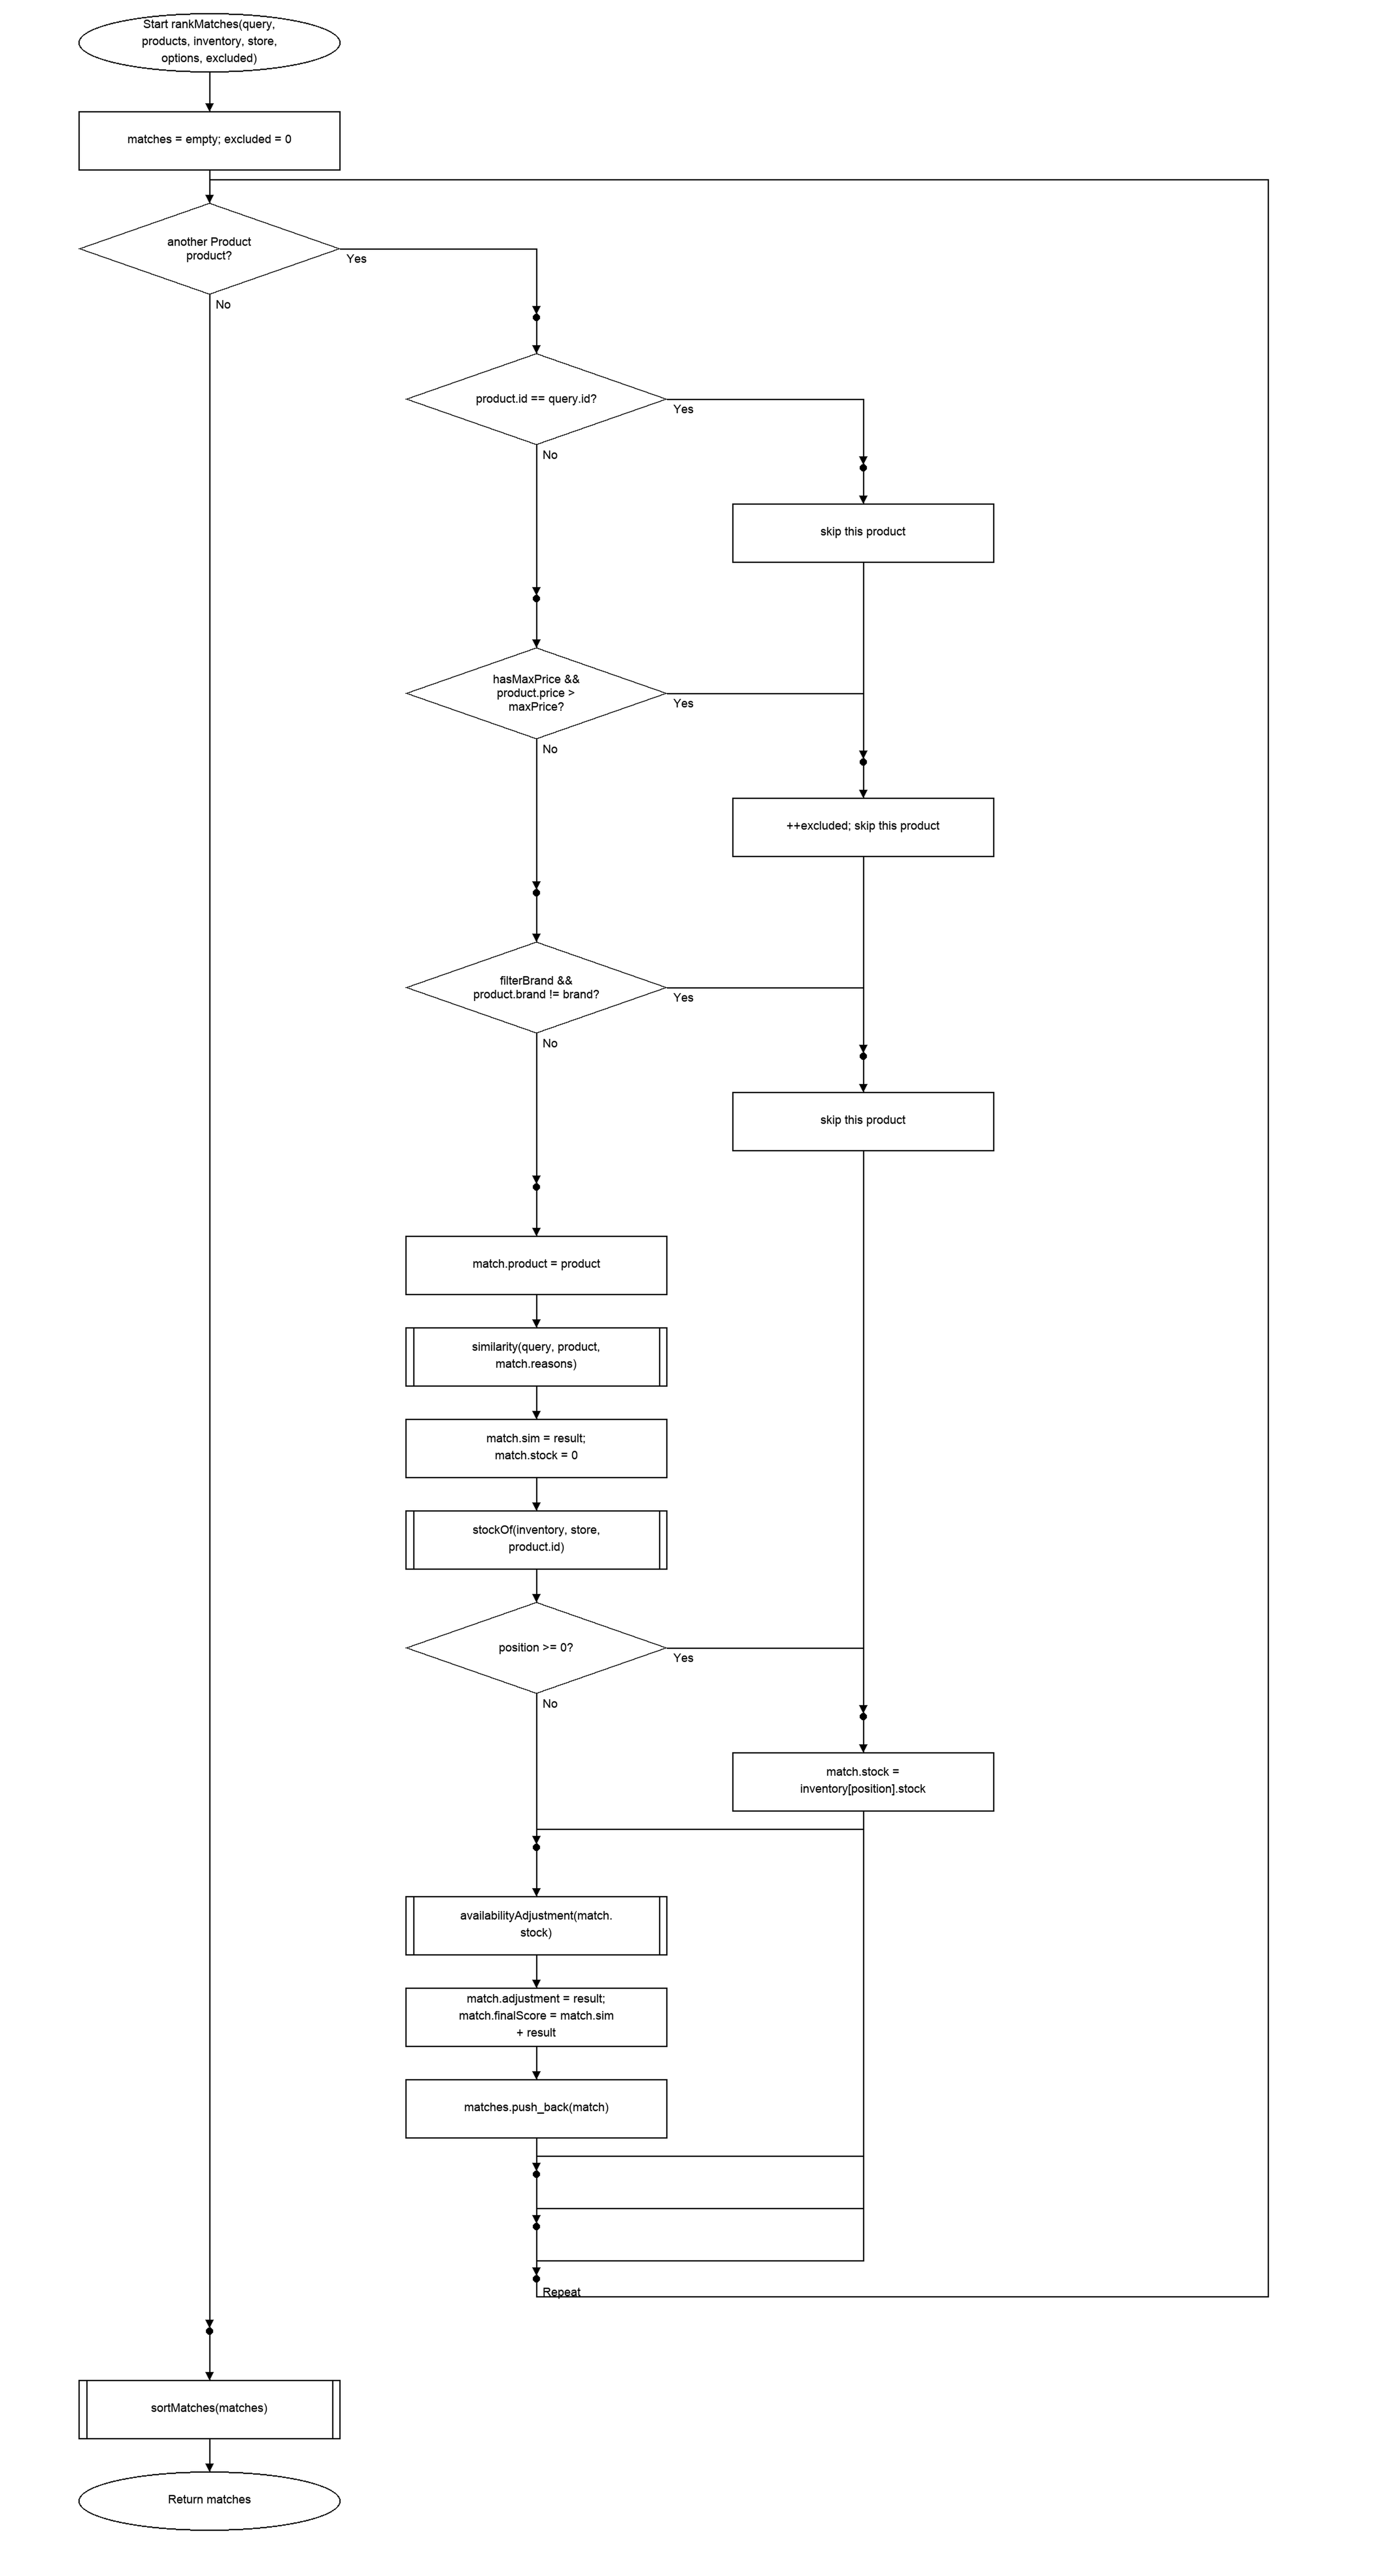 Start rankMatches(query,
products, inventory, store,
options, excluded)
matches = empty; excluded = 0
another Product
product?
Yes
No
product.id == query.id?
Yes
No
skip this product
hasMaxPrice &&
product.price >
maxPrice?
Yes
No
++excluded; skip this product
filterBrand &&
product.brand != brand?
Yes
No
skip this product
match.product = product
similarity(query, product,
match.reasons)
match.sim = result;
match.stock = 0
stockOf(inventory, store,
product.id)
position >= 0?
Yes
No
match.stock =
inventory[position].stock
availabilityAdjustment(match.
stock)
match.adjustment = result;
match.finalScore = match.sim
+ result
matches.push_back(match)
Repeat
sortMatches(matches)
Return matches